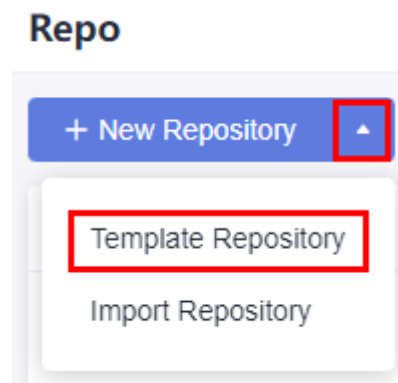 Repo
+ New Repository
Template Repository
Import Repository